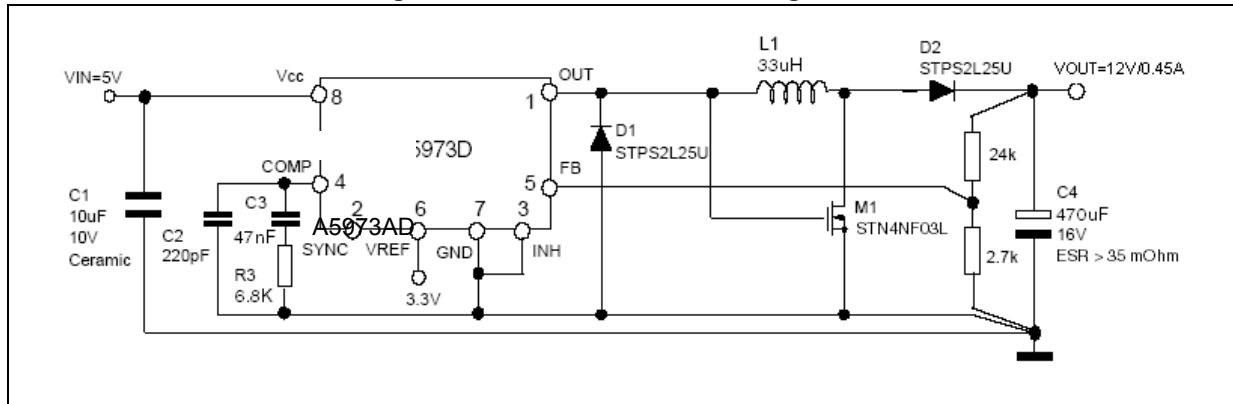 VIN=5V
Vcc
8
OUT
1
L1
33uH
D2
STPS2L25U
VOUT=12V/0.45A
D1
STPS2L25U
5973D
COMP
4
FB
5
24k
C1
10uF
10V
Ceramic
C2
220pF
C3
47nF
R3
6.8K
A5973AD
2
SYNC
6
VREF
7
GND
3
INH
3.3V
M1
STN4NF03L
2.7k
C4
470uF
16V
ESR > 35 mOhm